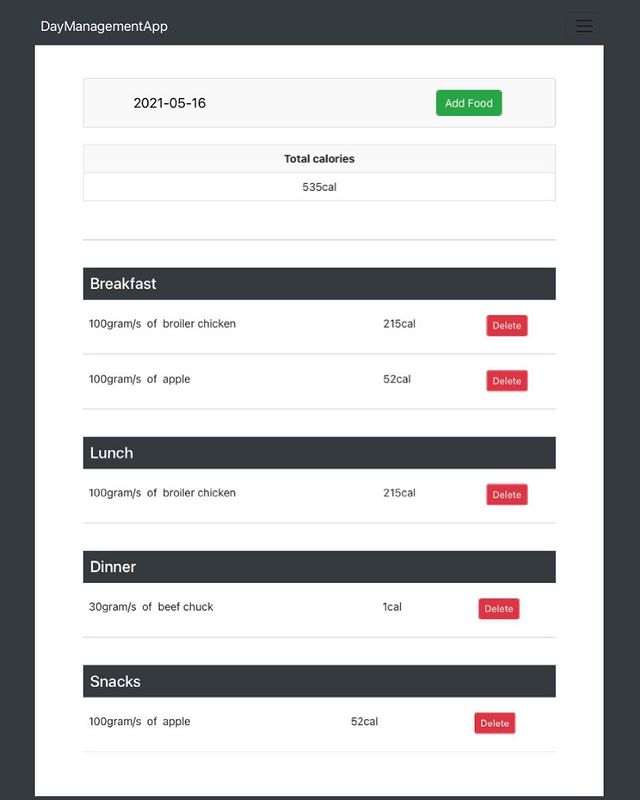 DayManagementApp
2021-05-16 Add Food
Total calories
535cal
Breakfast
100gram/s of broiler chicken 215cal Delete
100gram/s of apple 52cal Delete
Lunch
100gram/s of broiler chicken 215cal Delete
Dinner
30gram/s of beef chuck 1cal Delete
Snacks
100gram/s of apple 52cal Delete